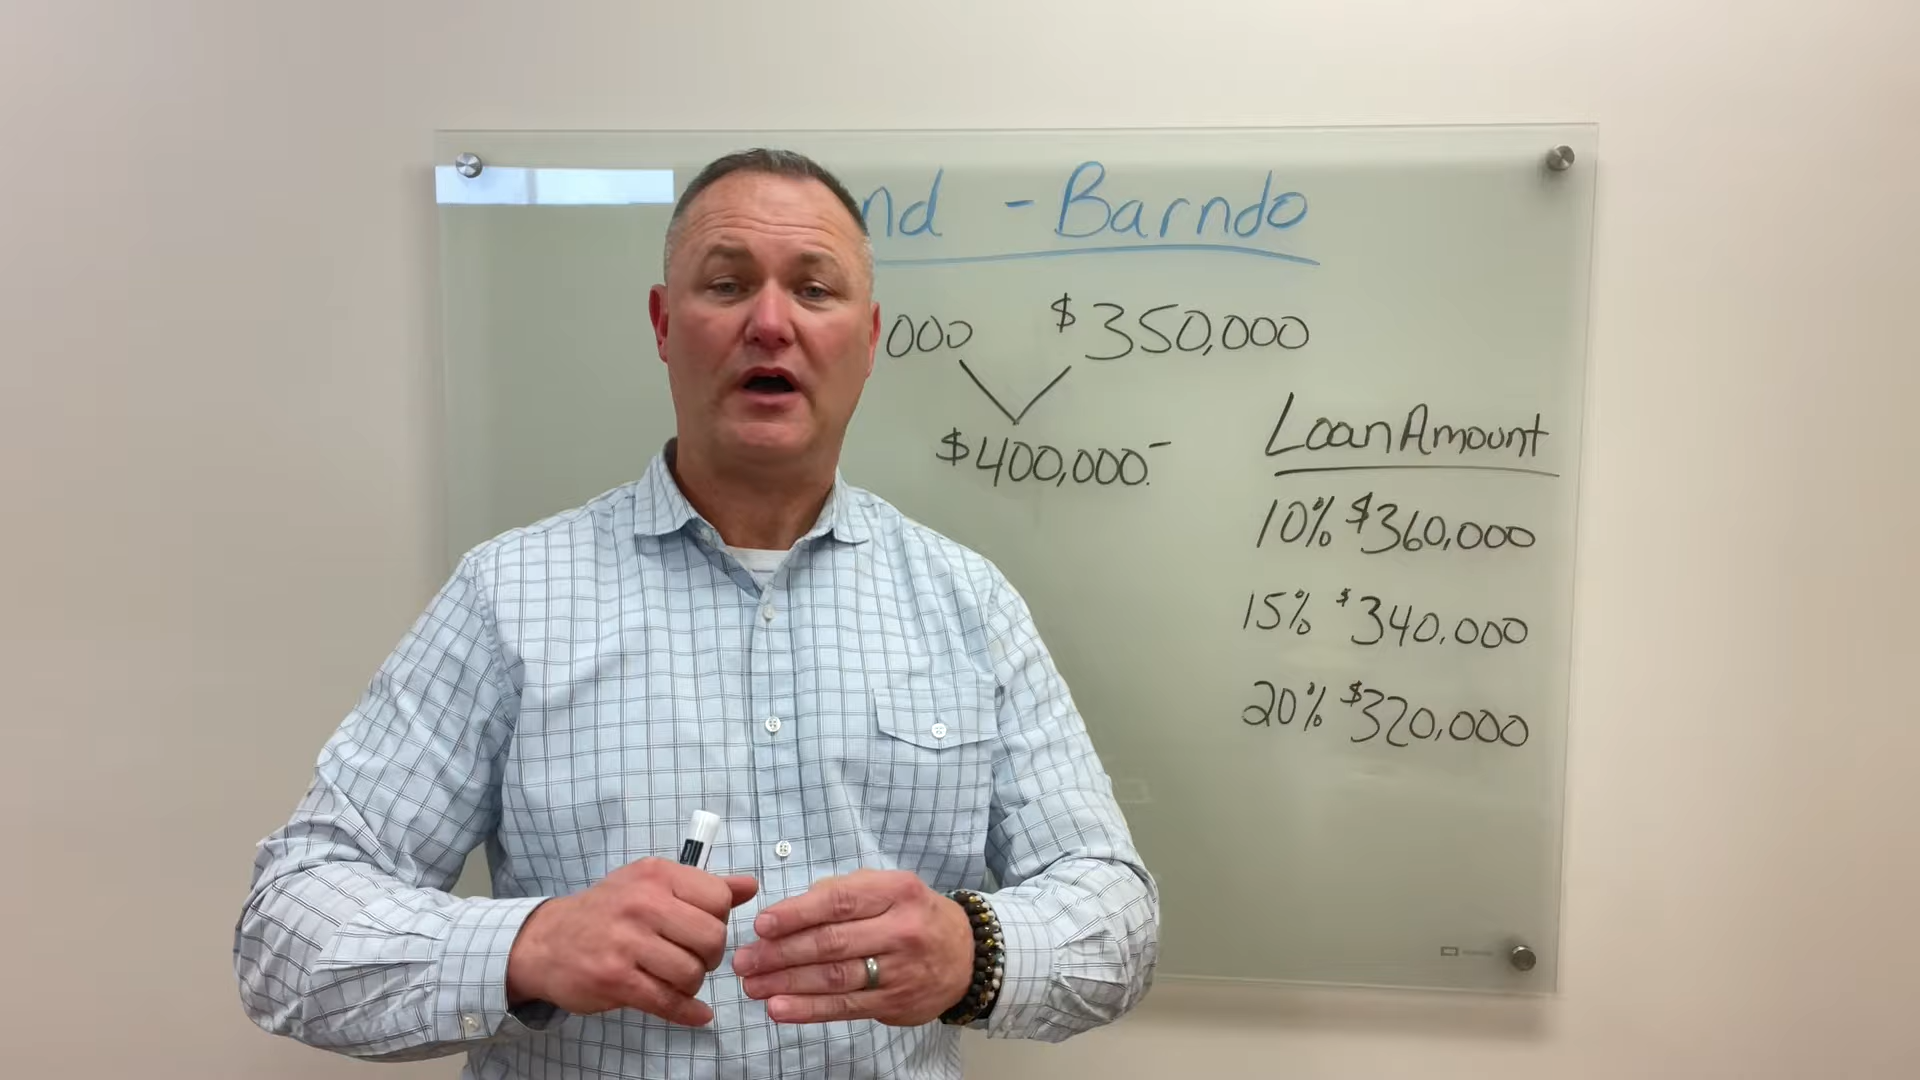 nd - Barndo
000 $350,000
$400,000.-
Loan Amount
10% $360,000
15% $340,000
20% $320,000